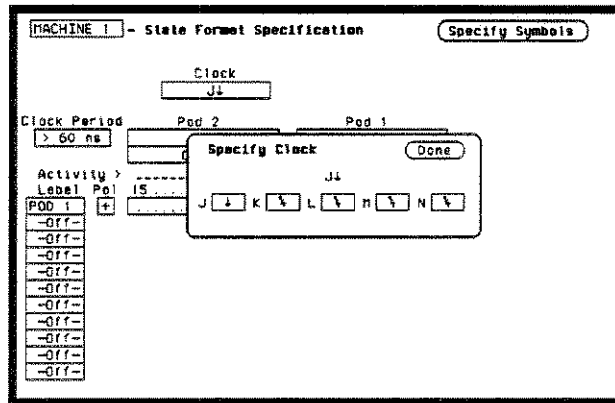 MACHINE 1 - State Format Specification Specify Symbols
Clock
J↓
Clock Period Pod 2 Pod 1
> 60 ns
Specify Clock Done
J↓
Activity > 
Label Pol 15....
J ↓ K L M N
POD 1 + ......
-Off-
-Off-
-Off-
-Off-
-Off-
-Off-
-Off-
-Off-
-Off-
-Off-